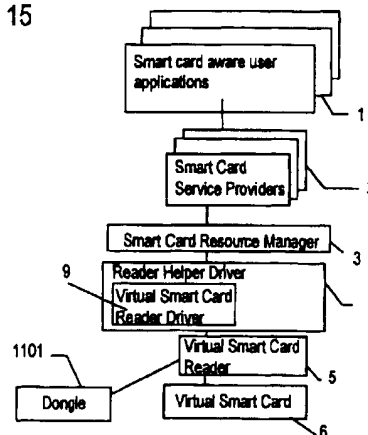 15
Smart card aware user
applications
1
Smart Card
Service Providers
Smart Card Resource Manager
3
Reader Helper Driver
9
Virtual Smart Card
Reader Driver
1101
Virtual Smart Card
Reader
5
Dongle
Virtual Smart Card
6